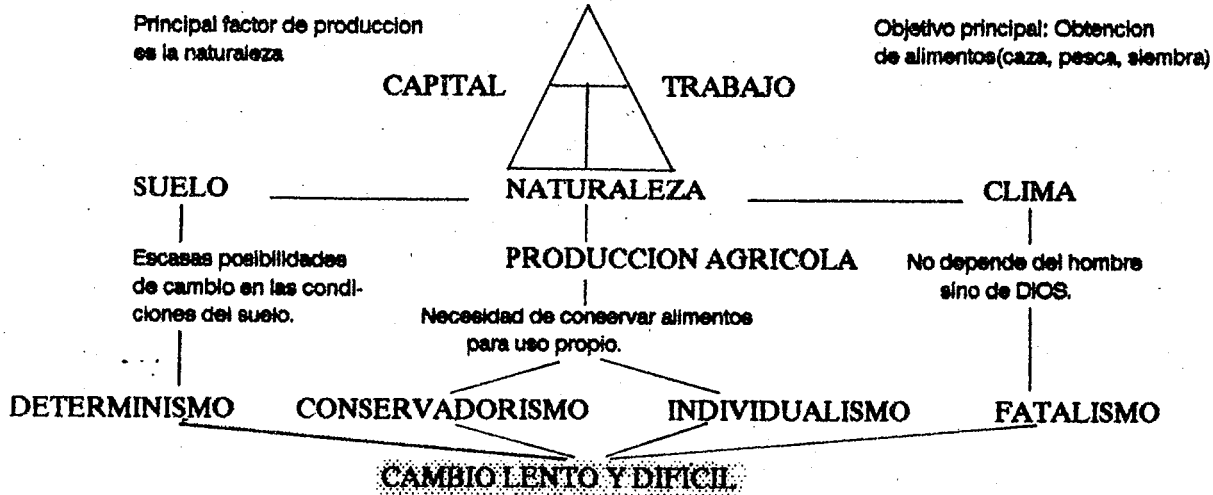 Principal factor de produccion
es la naturaleza
Objetivo principal: Obtencion
de alimentos(caza, pesca, siembra)
CAPITAL
TRABAJO
SUELO
NATURALEZA
CLIMA
Escasas posibilidades
de cambio en las condi-
ciones del suelo.
PRODUCCION AGRICOLA
No depende del hombre
sino de DIOS.
Necesidad de conservar alimentos
para uso propio.
DETERMINISMO
CONSERVADORISMO
INDIVIDUALISMO
FATALISMO
CAMBIO LENTO Y DIFICIL